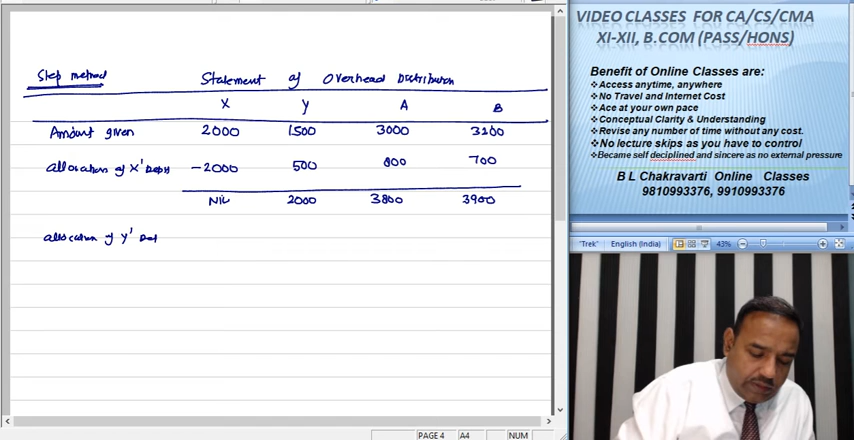 Step method Statement of Overhead Distribution
X Y A B
Amount given 2000 1500 3000 3200
allocation of X' Dept −2000 500 800 700
Nil 2000 3800 3900
allocation of Y' Det
VIDEO CLASSES FOR CA/CS/CMA
XI-XII, B.COM (PASS/HONS)
Benefit of Online Classes are:
❖Access anytime, anywhere
❖No Travel and Internet Cost
❖Ace at your own pace
❖Conceptual Clarity & Understanding
❖Revise any number of time without any cost.
❖No lecture skips as you have to control
❖Became self deciplined and sincere as no external pressure
B L Chakravarti Online Classes
9810993376, 9910993376
"Trek" English (India) 43%
PAGE 4 A4 NUM